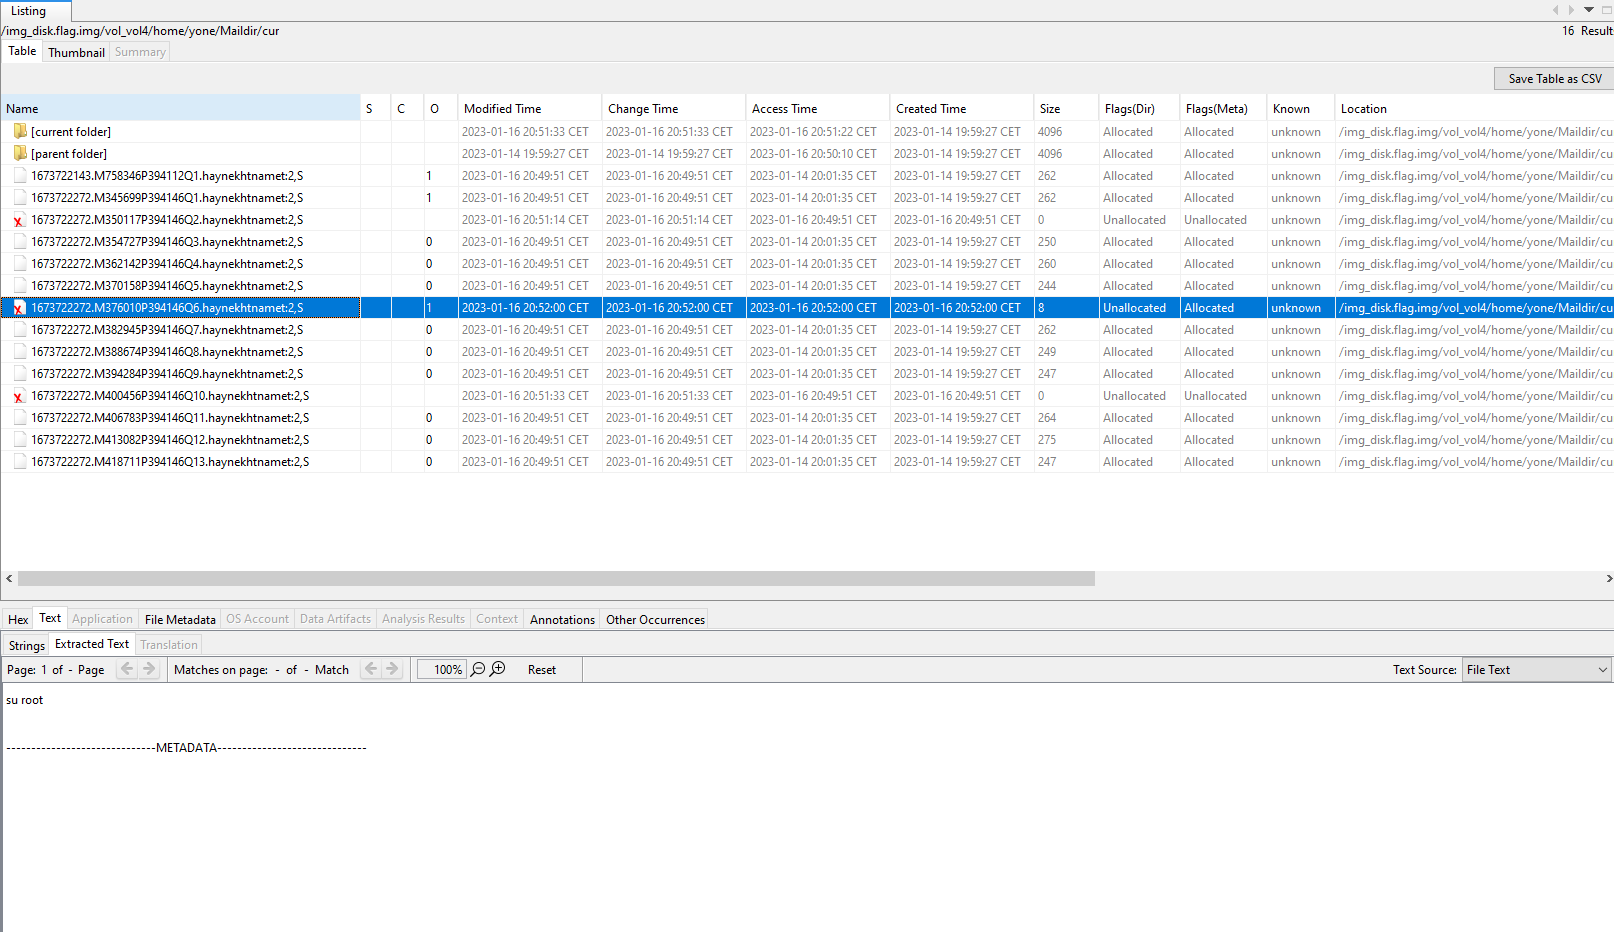 Listing
/img_disk.flag.img/vol_vol4/home/yone/Maildir/cur 16 Result
Table Thumbnail Summary
Save Table as CSV
Name S C O Modified Time Change Time Access Time Created Time Size Flags(Dir) Flags(Meta) Known Location
[current folder] 2023-01-16 20:51:33 CET 2023-01-16 20:51:33 CET 2023-01-16 20:51:22 CET 2023-01-14 19:59:27 CET 4096 Allocated Allocated unknown /img_disk.flag.img/vol_vol4/home/yone/Maildir/cu
[parent folder] 2023-01-14 19:59:27 CET 2023-01-14 19:59:27 CET 2023-01-16 20:50:10 CET 2023-01-14 19:59:27 CET 4096 Allocated Allocated unknown /img_disk.flag.img/vol_vol4/home/yone/Maildir/cu
1673722143.M758346P394112Q1.haynekhtnamet:2,S 1 2023-01-16 20:49:51 CET 2023-01-16 20:49:51 CET 2023-01-14 20:01:35 CET 2023-01-14 19:59:27 CET 262 Allocated Allocated unknown /img_disk.flag.img/vol_vol4/home/yone/Maildir/cu
1673722272.M345699P394146Q1.haynekhtnamet:2,S 1 2023-01-16 20:49:51 CET 2023-01-16 20:49:51 CET 2023-01-14 20:01:35 CET 2023-01-14 19:59:27 CET 262 Allocated Allocated unknown /img_disk.flag.img/vol_vol4/home/yone/Maildir/cu
1673722272.M350117P394146Q2.haynekhtnamet:2,S 2023-01-16 20:51:14 CET 2023-01-16 20:51:14 CET 2023-01-16 20:49:51 CET 2023-01-16 20:49:51 CET 0 Unallocated Unallocated unknown /img_disk.flag.img/vol_vol4/home/yone/Maildir/cu
1673722272.M354727P394146Q3.haynekhtnamet:2,S 0 2023-01-16 20:49:51 CET 2023-01-16 20:49:51 CET 2023-01-14 20:01:35 CET 2023-01-14 19:59:27 CET 250 Allocated Allocated unknown /img_disk.flag.img/vol_vol4/home/yone/Maildir/cu
1673722272.M362142P394146Q4.haynekhtnamet:2,S 0 2023-01-16 20:49:51 CET 2023-01-16 20:49:51 CET 2023-01-14 20:01:35 CET 2023-01-14 19:59:27 CET 260 Allocated Allocated unknown /img_disk.flag.img/vol_vol4/home/yone/Maildir/cu
1673722272.M370158P394146Q5.haynekhtnamet:2,S 0 2023-01-16 20:49:51 CET 2023-01-16 20:49:51 CET 2023-01-14 20:01:35 CET 2023-01-14 19:59:27 CET 244 Allocated Allocated unknown /img_disk.flag.img/vol_vol4/home/yone/Maildir/cu
1673722272.M376010P394146Q6.haynekhtnamet:2,S 1 2023-01-16 20:52:00 CET 2023-01-16 20:52:00 CET 2023-01-16 20:52:00 CET 2023-01-16 20:52:00 CET 8 Unallocated Allocated unknown /img_disk.flag.img/vol_vol4/home/yone/Maildir/cu
1673722272.M382945P394146Q7.haynekhtnamet:2,S 0 2023-01-16 20:49:51 CET 2023-01-16 20:49:51 CET 2023-01-14 20:01:35 CET 2023-01-14 19:59:27 CET 262 Allocated Allocated unknown /img_disk.flag.img/vol_vol4/home/yone/Maildir/cu
1673722272.M388674P394146Q8.haynekhtnamet:2,S 0 2023-01-16 20:49:51 CET 2023-01-16 20:49:51 CET 2023-01-14 20:01:35 CET 2023-01-14 19:59:27 CET 249 Allocated Allocated unknown /img_disk.flag.img/vol_vol4/home/yone/Maildir/cu
1673722272.M394284P394146Q9.haynekhtnamet:2,S 0 2023-01-16 20:49:51 CET 2023-01-16 20:49:51 CET 2023-01-14 20:01:35 CET 2023-01-14 19:59:27 CET 247 Allocated Allocated unknown /img_disk.flag.img/vol_vol4/home/yone/Maildir/cu
1673722272.M400456P394146Q10.haynekhtnamet:2,S 2023-01-16 20:51:33 CET 2023-01-16 20:51:33 CET 2023-01-16 20:49:51 CET 2023-01-16 20:49:51 CET 0 Unallocated Unallocated unknown /img_disk.flag.img/vol_vol4/home/yone/Maildir/cu
1673722272.M406783P394146Q11.haynekhtnamet:2,S 0 2023-01-16 20:49:51 CET 2023-01-16 20:49:51 CET 2023-01-14 20:01:35 CET 2023-01-14 19:59:27 CET 264 Allocated Allocated unknown /img_disk.flag.img/vol_vol4/home/yone/Maildir/cu
1673722272.M413082P394146Q12.haynekhtnamet:2,S 0 2023-01-16 20:49:51 CET 2023-01-16 20:49:51 CET 2023-01-14 20:01:35 CET 2023-01-14 19:59:27 CET 275 Allocated Allocated unknown /img_disk.flag.img/vol_vol4/home/yone/Maildir/cu
1673722272.M418711P394146Q13.haynekhtnamet:2,S 0 2023-01-16 20:49:51 CET 2023-01-16 20:49:51 CET 2023-01-14 20:01:35 CET 2023-01-14 19:59:27 CET 247 Allocated Allocated unknown /img_disk.flag.img/vol_vol4/home/yone/Maildir/cu
Hex Text Application File Metadata OS Account Data Artifacts Analysis Results Context Annotations Other Occurrences
Strings Extracted Text Translation
Page: 1 of - Page Matches on page: - of - Match 100% Reset Text Source: File Text
su root
------------------------------METADATA------------------------------